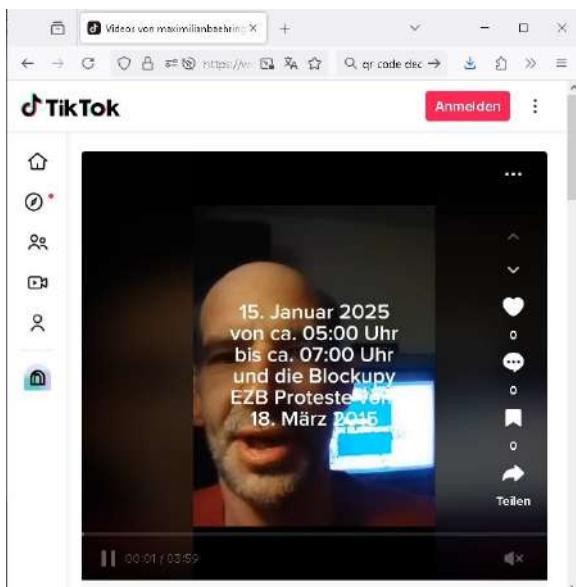 Videos von maximilianbaehring
qr code dec
TikTok
Anmelden
15. Januar 2025
von ca. 05:00 Uhr
bis ca. 07:00 Uhr
und die Blockupy
EZB Proteste vom
18. März 2015
0
0
0
Teilen
00:01 / 03:59